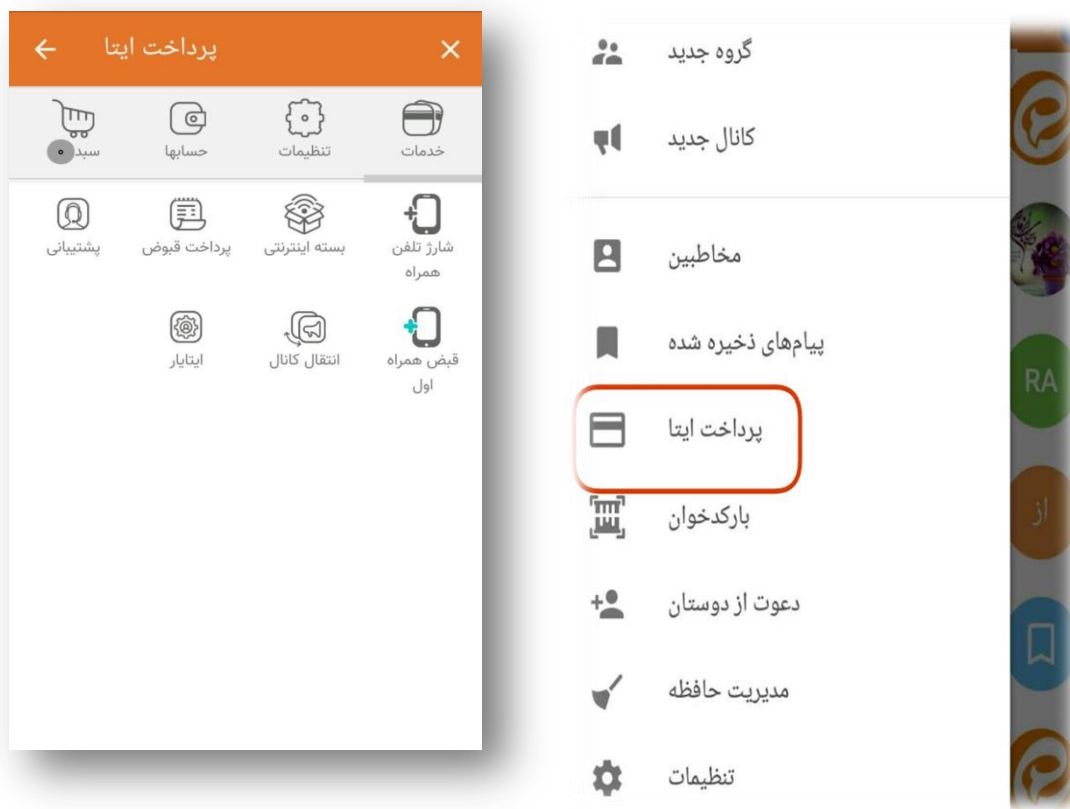 پرداخت ایتا
خدمات
تنظیمات
حسابها
سبد ۰
شارژ تلفن
همراه
بسته اینترنتی
پرداخت قبوض
پشتیبانی
قبض همراه
اول
انتقال کانال
ایتایار
گروه جدید
کانال جدید
مخاطبین
پیام‌های ذخیره شده
پرداخت ایتا
بارکدخوان
دعوت از دوستان
مدیریت حافظه
تنظیمات
RA
از